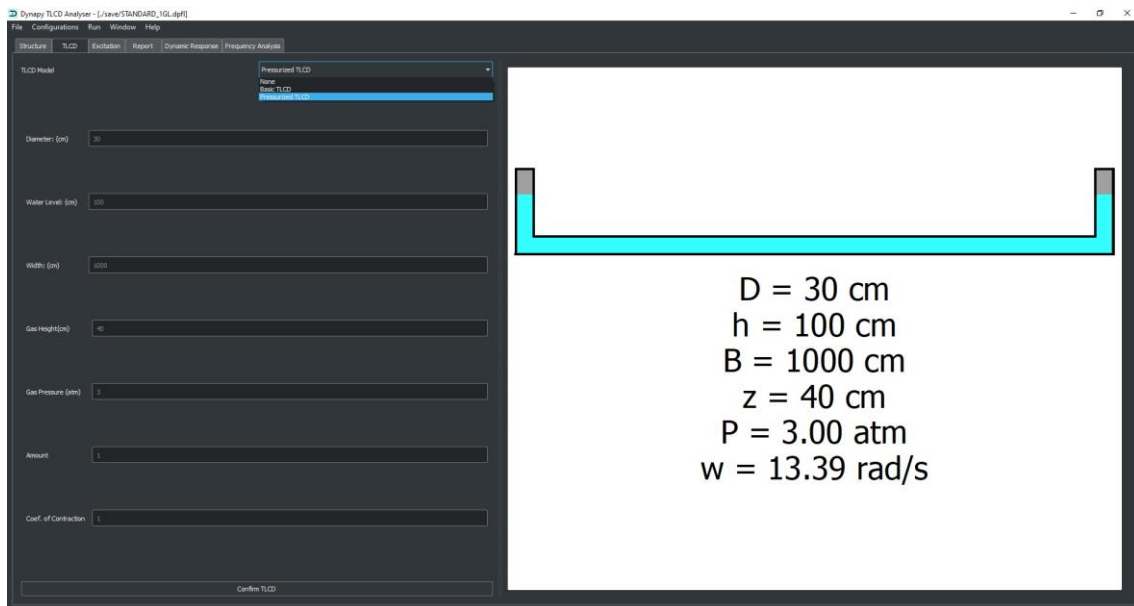 Dynapy TLCD Analyser - [./save/STANDARD_1GL.dpfl]
File Configurations Run Window Help
Structure TLCD Excitation Report Dynamic Response Frequency Analysis
TLCD Model Pressurized TLCD
None
Basic TLCD
Pressurized TLCD
Diameter: (cm) 30
Water Level: (cm) 100
Width: (cm) 1000
Gas Height(cm) 40
Gas Pressure (atm) 3
Amount 1
Coef. of Contraction 1
Confirm TLCD
D = 30 cm
h = 100 cm
B = 1000 cm
z = 40 cm
P = 3.00 atm
w = 13.39 rad/s